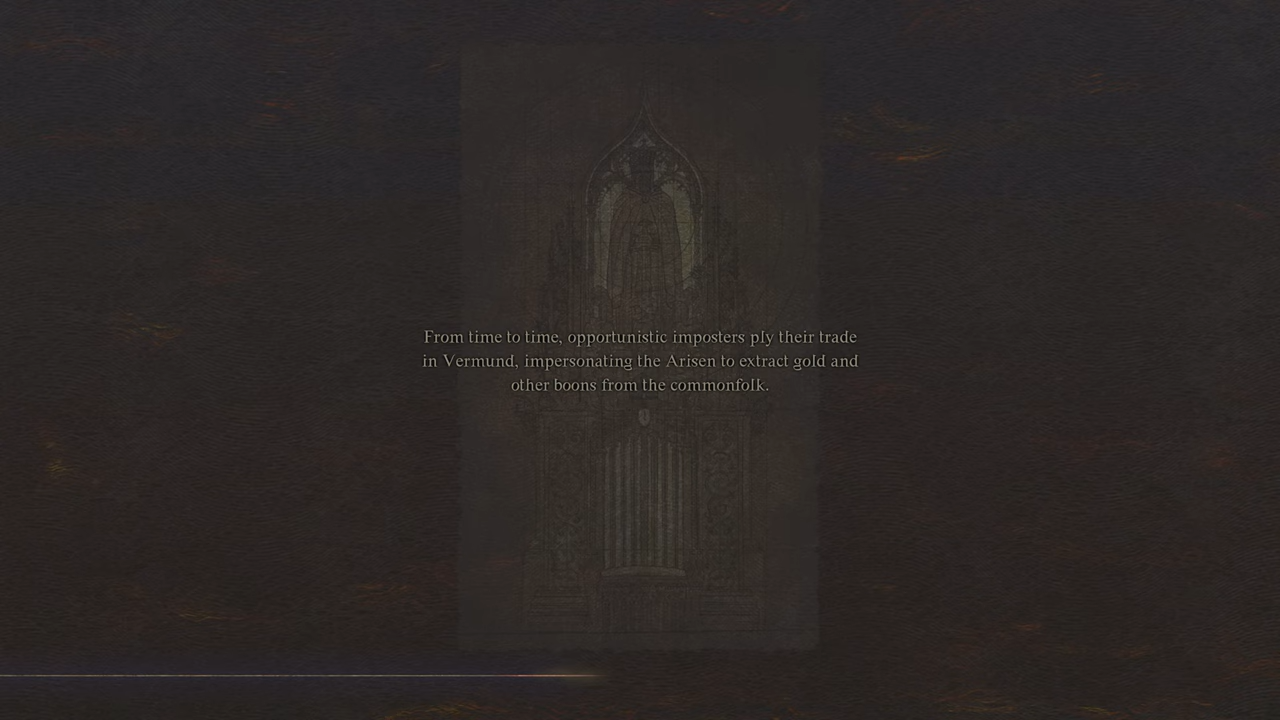 From time to time, opportunistic imposters ply their trade
in Vermund, impersonating the Arisen to extract gold and
other boons from the commonfolk.